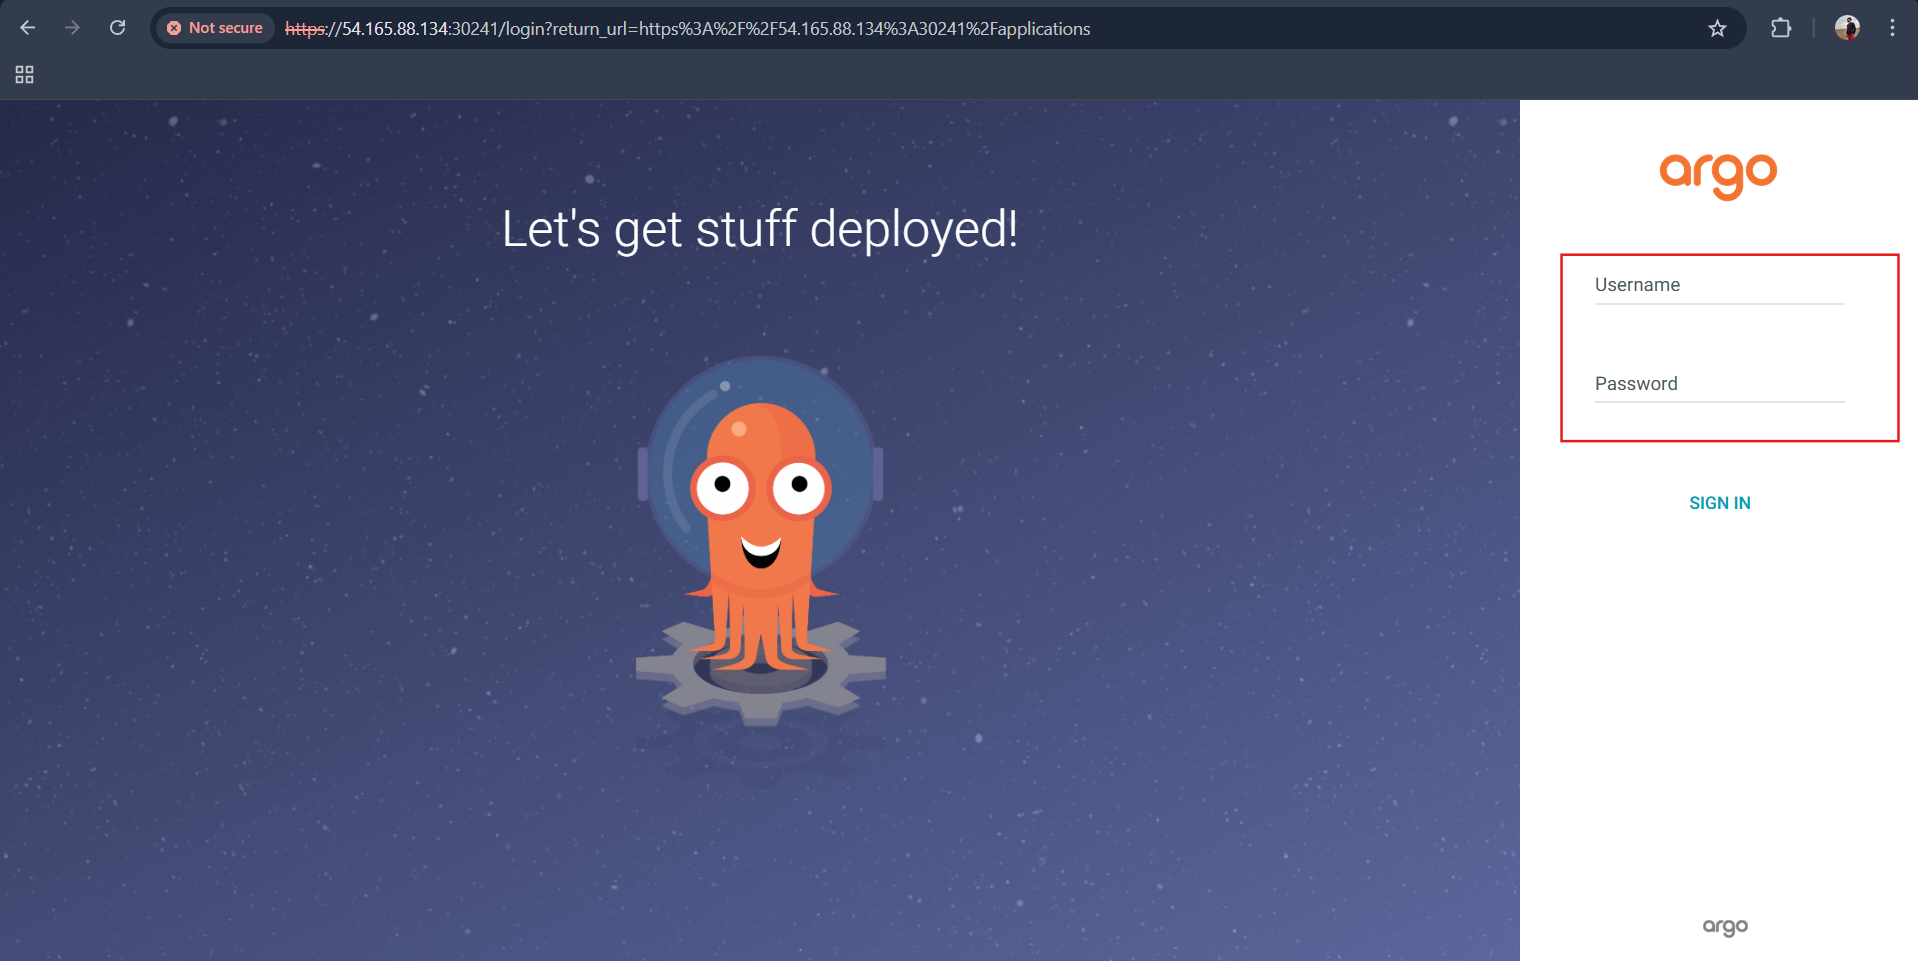 Not secure
https://54.165.88.134:30241/login?return_url=https%3A%2F%2F54.165.88.134%3A30241%2Fapplications
Let's get stuff deployed!
argo
Username
Password
SIGN IN
argo